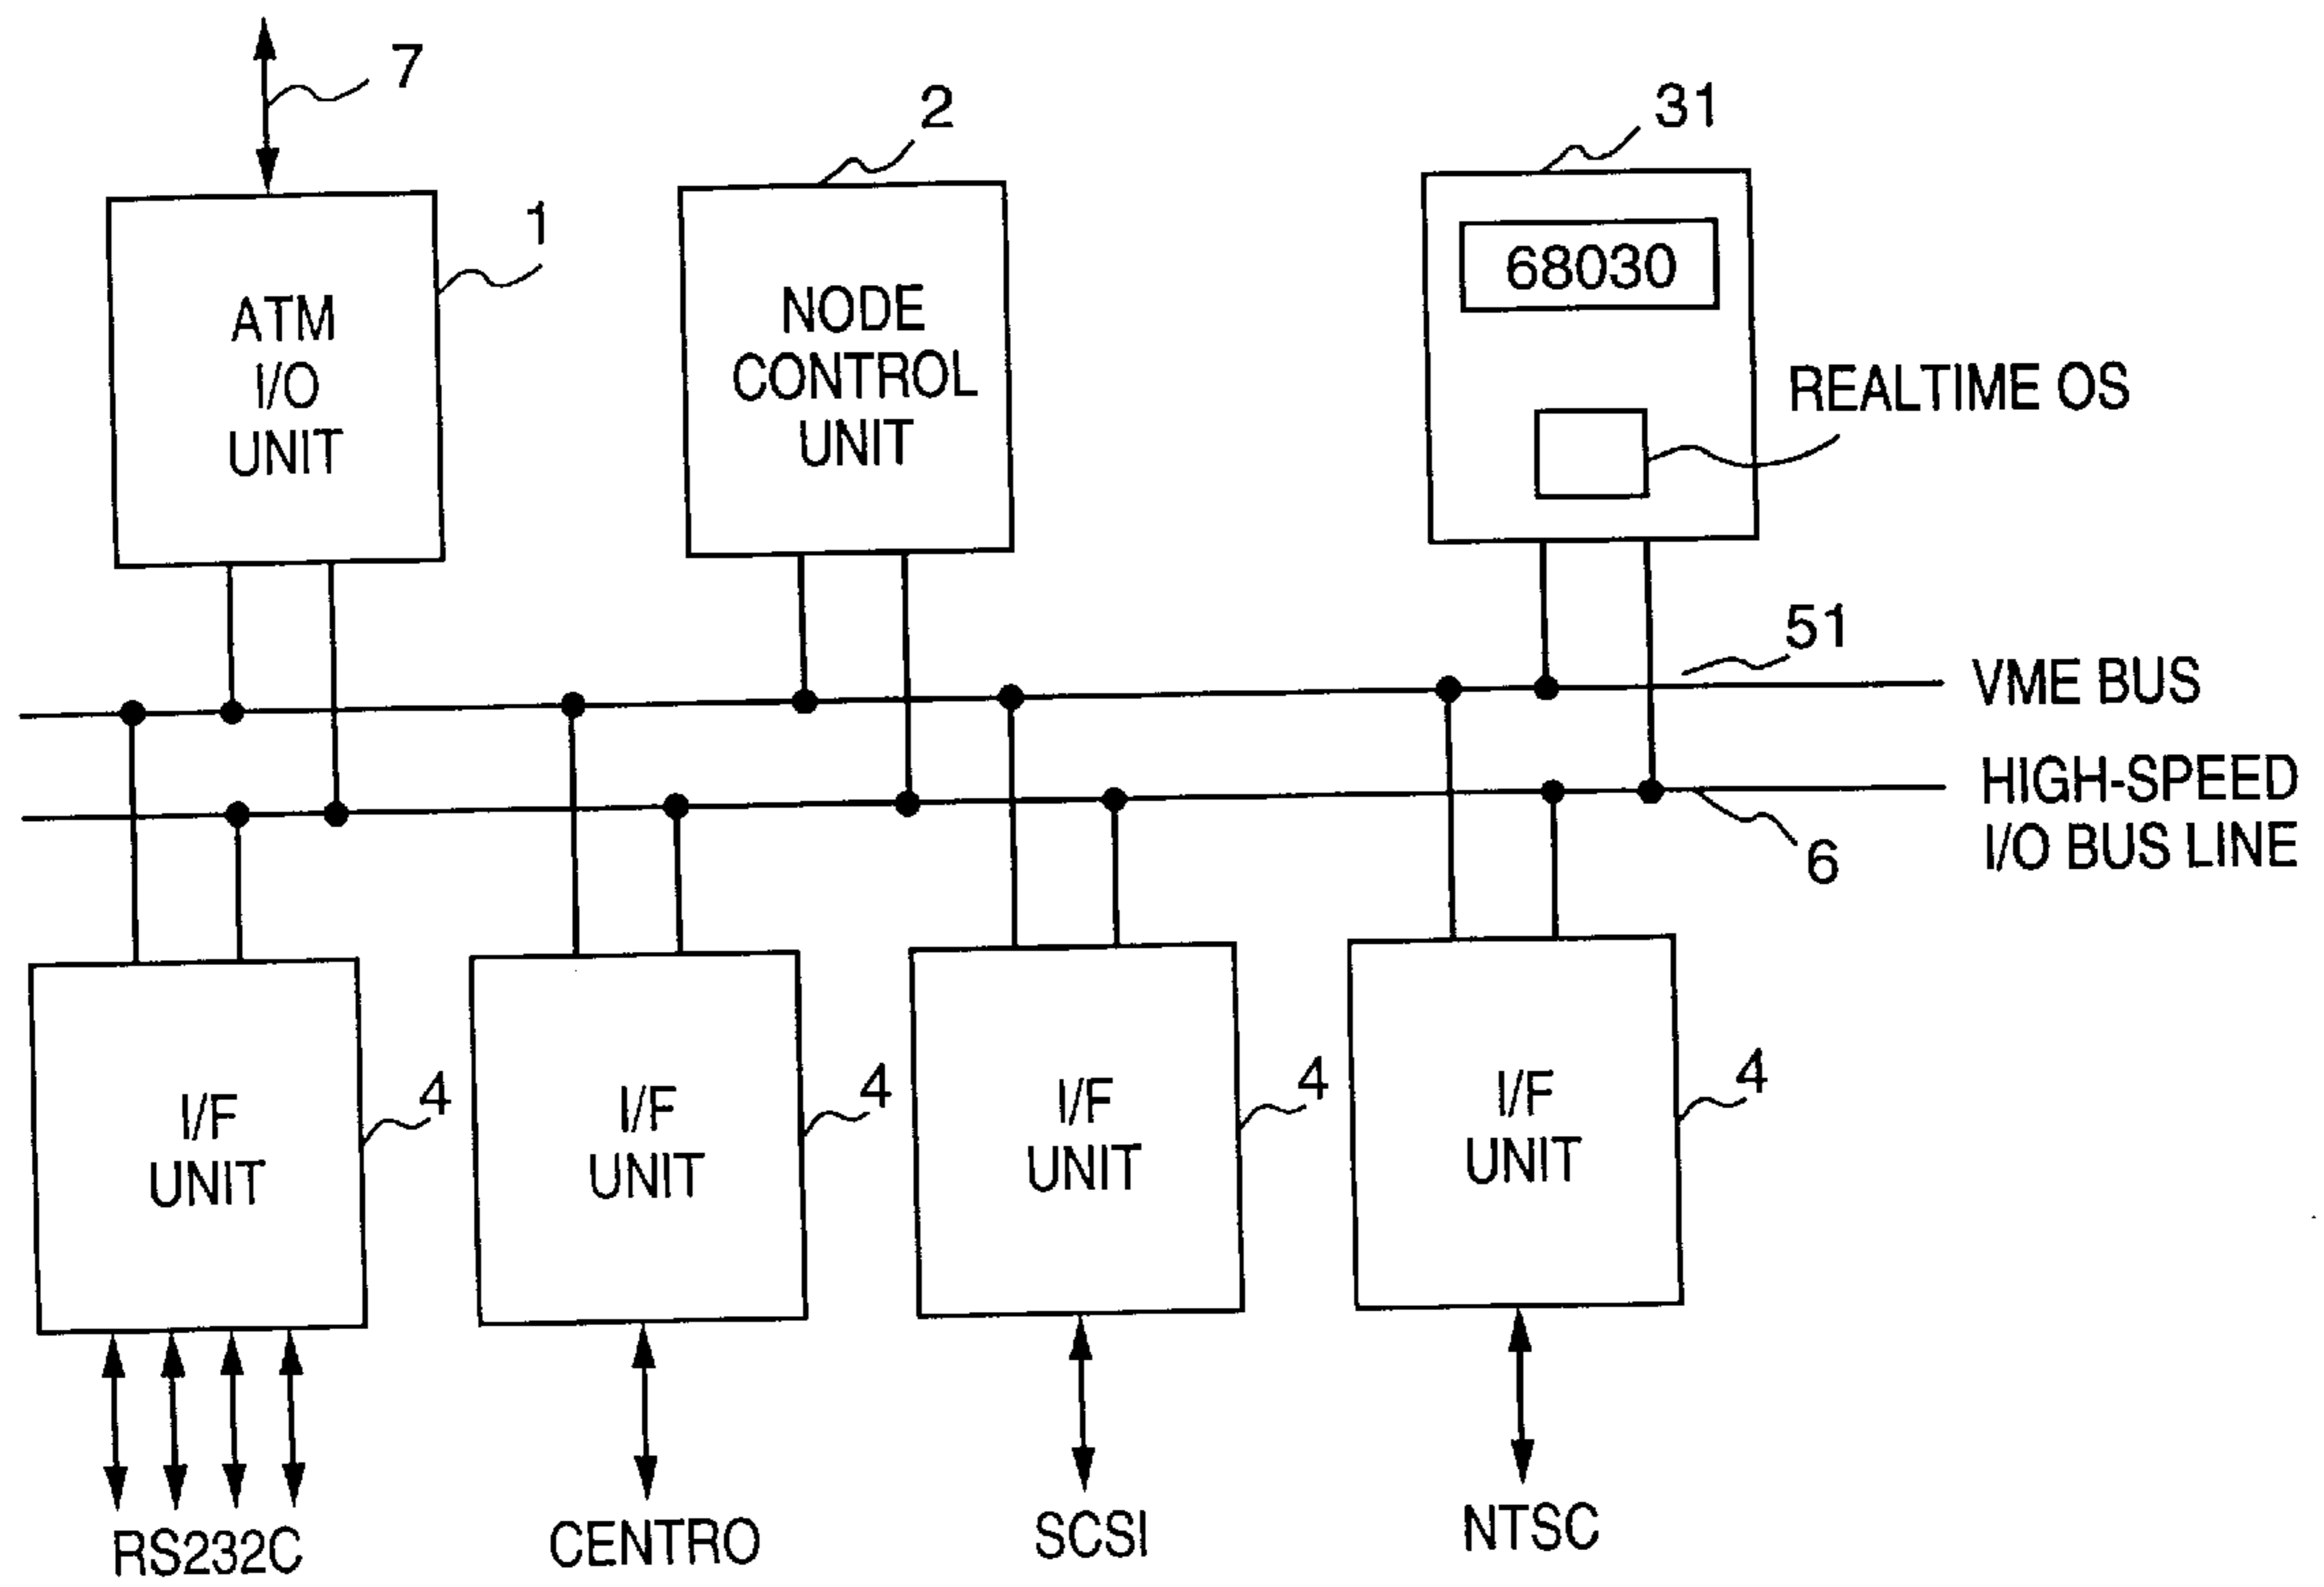 7
2
31
1
68030
ATM
I/O
UNIT
NODE
CONTROL
UNIT
REALTIME OS
51
VME BUS
HIGH-SPEED
I/O BUS LINE
6
I/F
UNIT
4
I/F
UNIT
4
I/F
UNIT
4
I/F
UNIT
4
RS232C
CENTRO
SCSI
NTSC